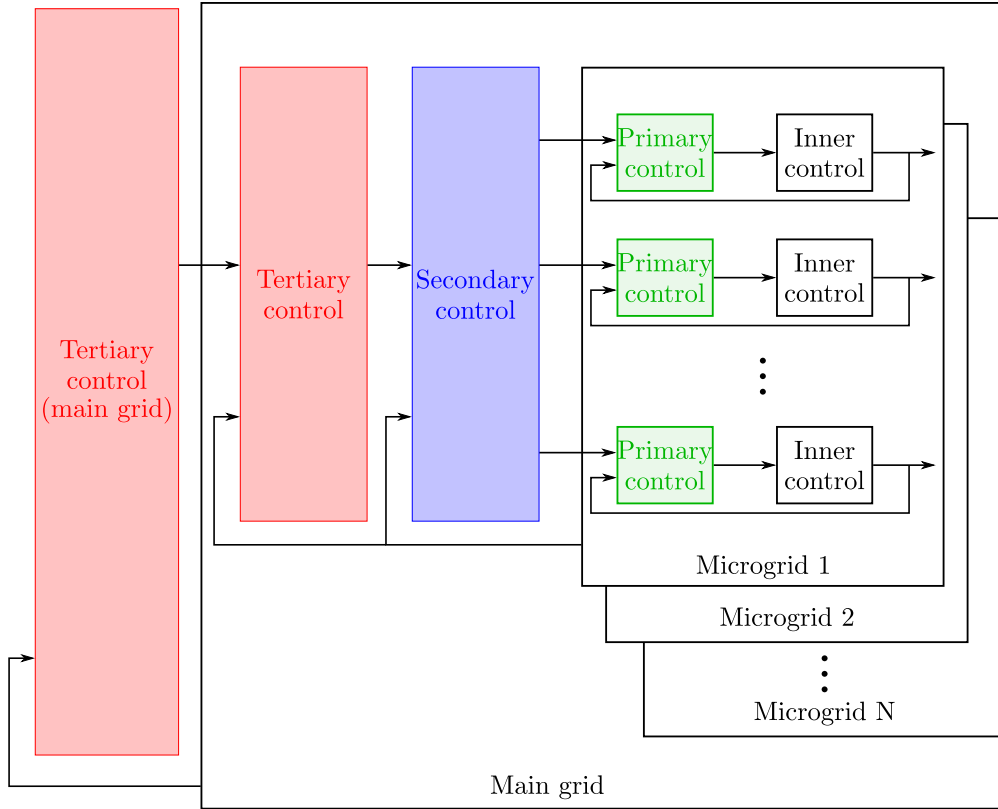 Tertiary
control
(main grid)
Tertiary
control
Secondary
control
Primary
control
Inner
control
Primary
control
Inner
control
Primary
control
Inner
control
Microgrid 1
Microgrid 2
Microgrid N
Main grid